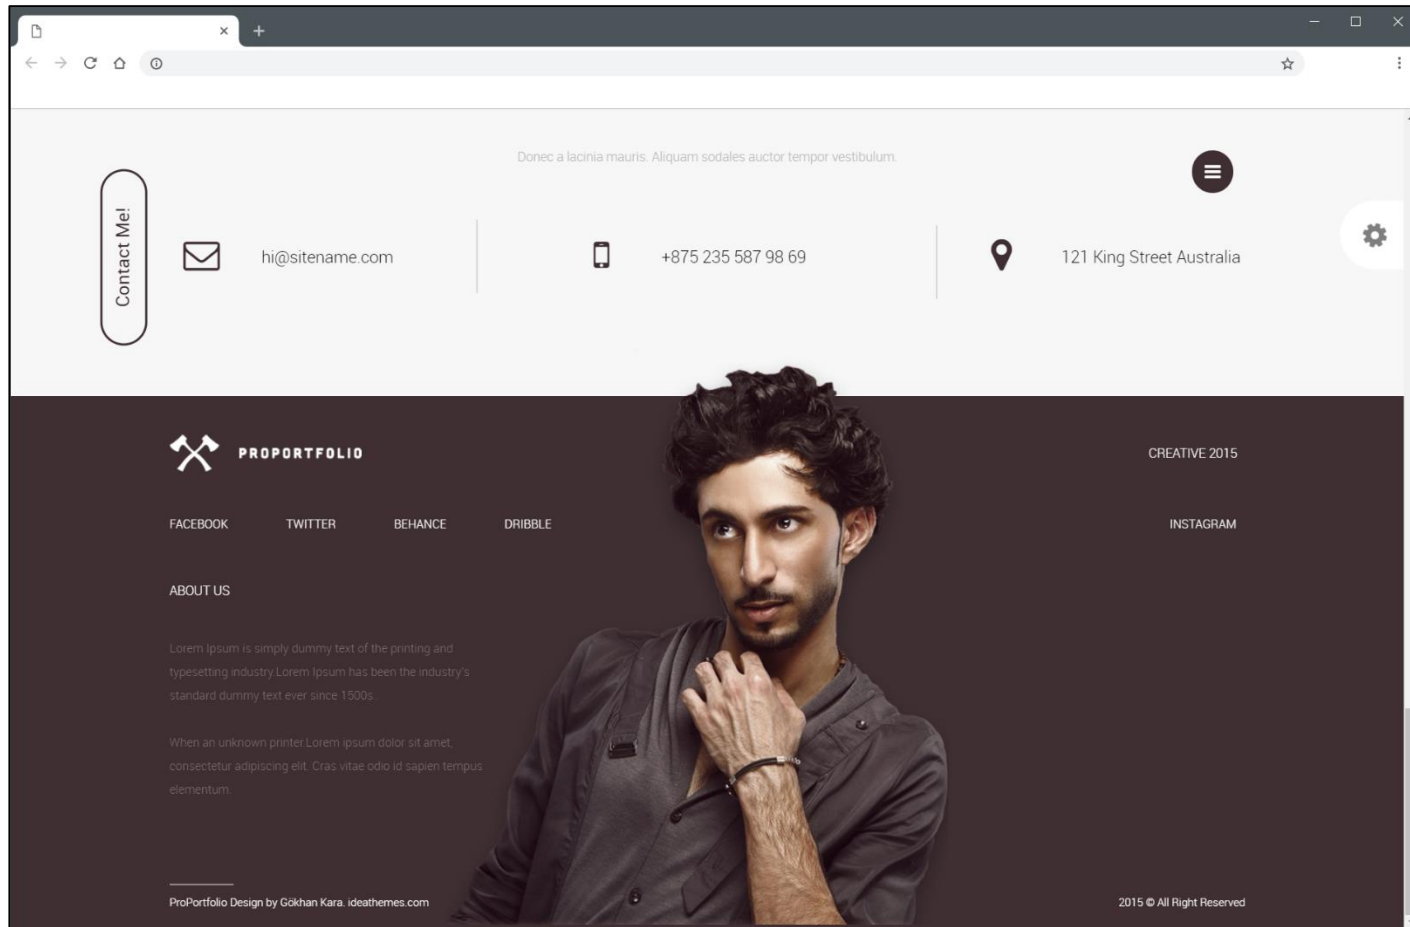 Donec a lacinia mauris. Aliquam sodales auctor tempor vestibulum.
Contact Me!
hi@sitename.com
+875 235 587 98 69
121 King Street Australia
PROPORTFOLIO
CREATIVE 2015
FACEBOOK
TWITTER
BEHANCE
DRIBBLE
INSTAGRAM
ABOUT US
Lorem Ipsum is simply dummy text of the printing and
typesetting industry.Lorem Ipsum has been the industry's
standard dummy text ever since 1500s..
When an unknown printer.Lorem ipsum dolor sit amet,
consectetur adipiscing elit. Cras vitae odio id sapien tempus
elementum.
ProPortfolio Design by Gökhan Kara. ideathemes.com
2015 © All Right Reserved